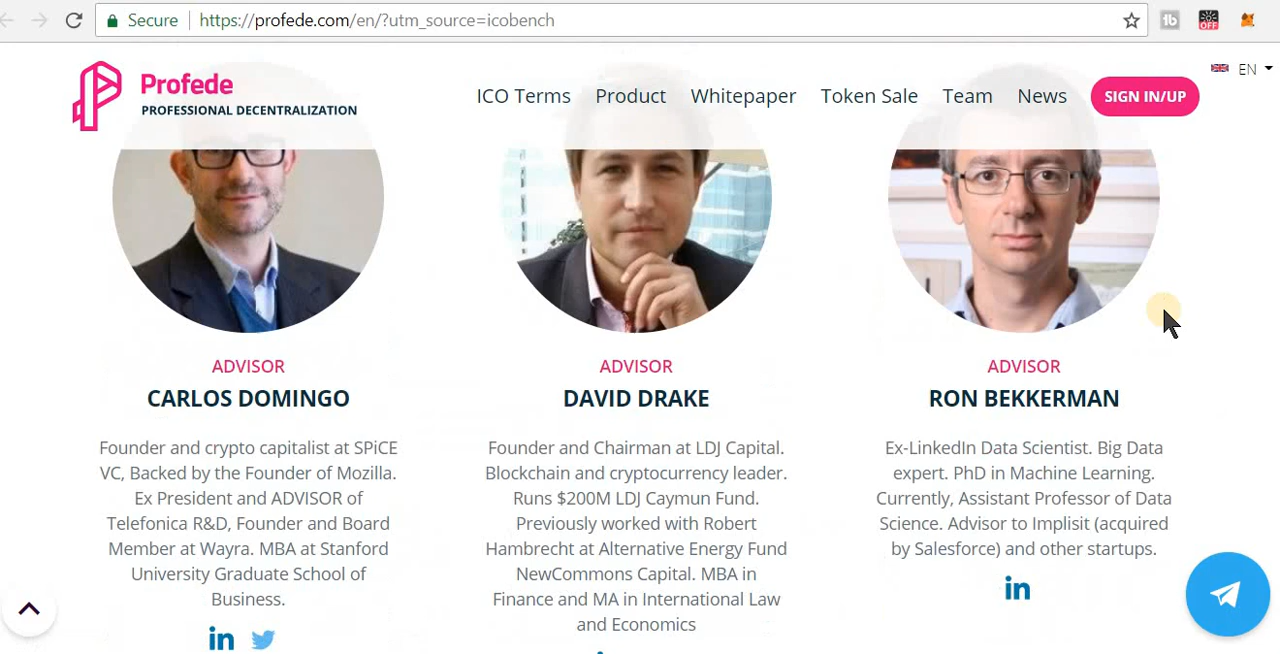 Secure https://profede.com/en/?utm_source=icobench
OFF
EN
Profede
PROFESSIONAL DECENTRALIZATION
ICO Terms Product Whitepaper Token Sale Team News SIGN IN/UP
ADVISOR
CARLOS DOMINGO
Founder and crypto capitalist at SPiCE
VC, Backed by the Founder of Mozilla.
Ex President and ADVISOR of
Telefonica R&D, Founder and Board
Member at Wayra. MBA at Stanford
University Graduate School of
Business.
in
ADVISOR
DAVID DRAKE
Founder and Chairman at LDJ Capital.
Blockchain and cryptocurrency leader.
Runs $200M LDJ Caymun Fund.
Previously worked with Robert
Hambrecht at Alternative Energy Fund
NewCommons Capital. MBA in
Finance and MA in International Law
and Economics
ADVISOR
RON BEKKERMAN
Ex-LinkedIn Data Scientist. Big Data
expert. PhD in Machine Learning.
Currently, Assistant Professor of Data
Science. Advisor to Implisit (acquired
by Salesforce) and other startups.
in